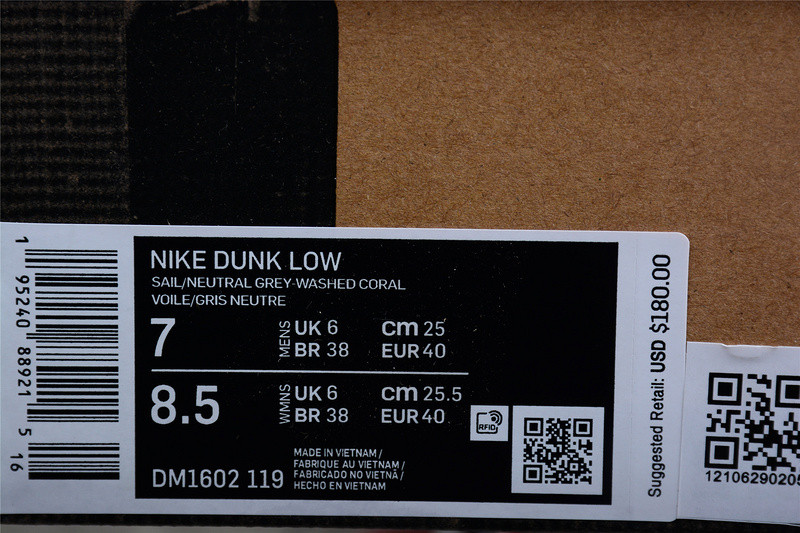 NIKE DUNK LOW
SAIL/NEUTRAL GREY-WASHED CORAL
VOILE/GRIS NEUTRE
7 MENS UK 6 cm 25
BR 38 EUR 40
8.5 WMNS UK 6 cm 25.5
BR 38 EUR 40
RFID
MADE IN VIETNAM /
FABRIQUE AU VIETNAM /
FABRICADO NO VIETNÃ /
HECHO EN VIETNAM
DM1602 119
1 95240 88921 5 16
Suggested Retail: USD $180.00
1210629020